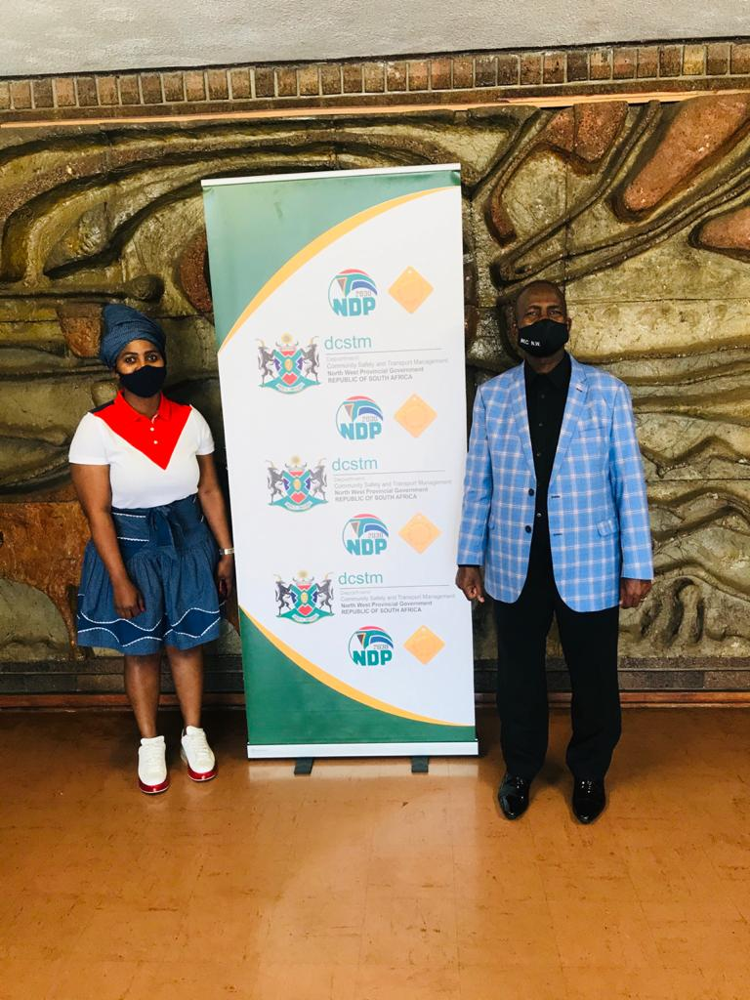 2030
NDP
dcstm
Department:
Community Safety and Transport Management
North West Provincial Government
REPUBLIC OF SOUTH AFRICA
2030
NDP
dcstm
Department:
Community Safety and Transport Management
North West Provincial Government
REPUBLIC OF SOUTH AFRICA
2030
NDP
dcstm
Department:
Community Safety and Transport Management
North West Provincial Government
REPUBLIC OF SOUTH AFRICA
2030
NDP
MEC N.W.